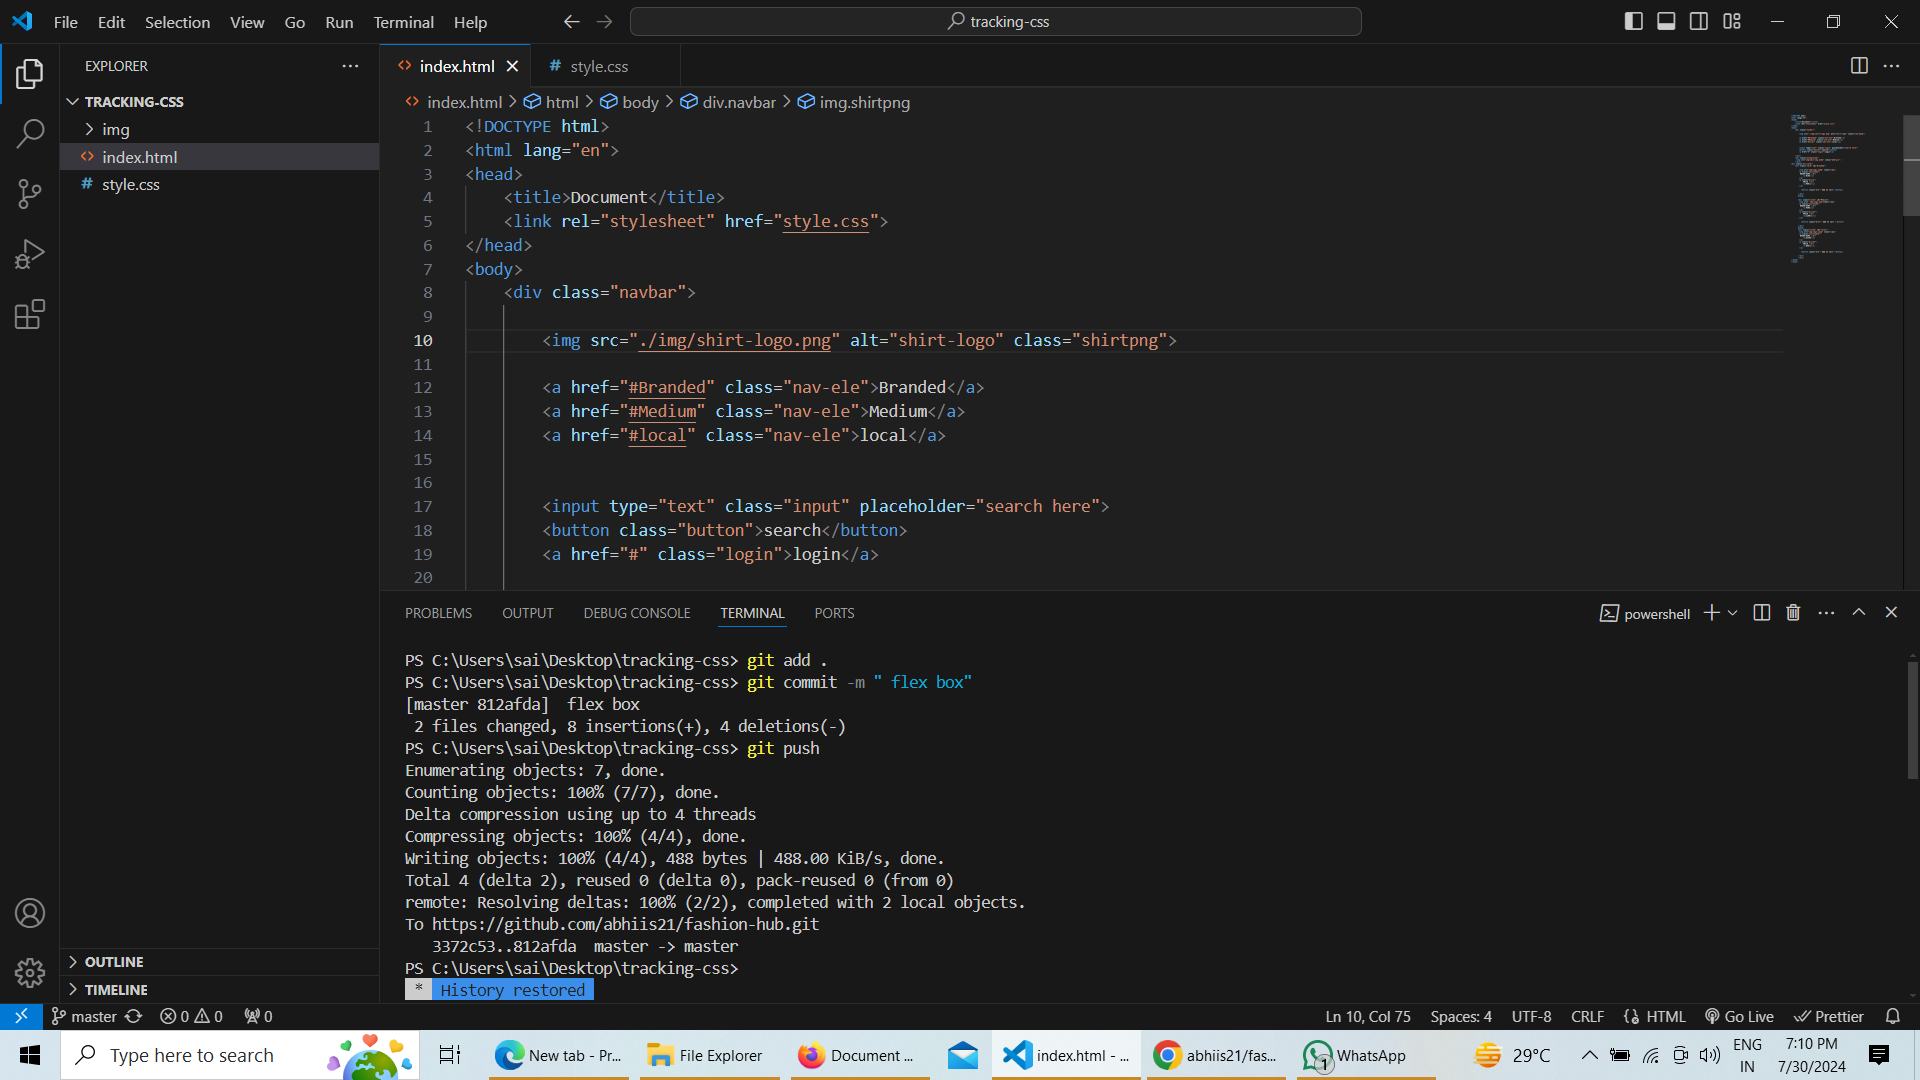 File Edit Selection View Go Run Terminal Help
tracking-css
EXPLORER
TRACKING-CSS
img
index.html
style.css
OUTLINE
TIMELINE
index.html
style.css
index.html > html > body > div.navbar > img.shirtpng
1 <!DOCTYPE html>
2 <html lang="en">
3 <head>
4 <title>Document</title>
5 <link rel="stylesheet" href="style.css">
6 </head>
7 <body>
8 <div class="navbar">
9
10 <img src="./img/shirt-logo.png" alt="shirt-logo" class="shirtpng">
11
12 <a href="#Branded" class="nav-ele">Branded</a>
13 <a href="#Medium" class="nav-ele">Medium</a>
14 <a href="#local" class="nav-ele">local</a>
15
16
17 <input type="text" class="input" placeholder="search here">
18 <button class="button">search</button>
19 <a href="#" class="login">login</a>
20
PROBLEMS OUTPUT DEBUG CONSOLE TERMINAL PORTS
powershell
PS C:\Users\sai\Desktop\tracking-css> git add .
PS C:\Users\sai\Desktop\tracking-css> git commit -m " flex box"
[master 812afda]  flex box
 2 files changed, 8 insertions(+), 4 deletions(-)
PS C:\Users\sai\Desktop\tracking-css> git push
Enumerating objects: 7, done.
Counting objects: 100% (7/7), done.
Delta compression using up to 4 threads
Compressing objects: 100% (4/4), done.
Writing objects: 100% (4/4), 488 bytes | 488.00 KiB/s, done.
Total 4 (delta 2), reused 0 (delta 0), pack-reused 0 (from 0)
remote: Resolving deltas: 100% (2/2), completed with 2 local objects.
To https://github.com/abhiis21/fashion-hub.git
   3372c53..812afda  master -> master
PS C:\Users\sai\Desktop\tracking-css>
* History restored
master 0 0 0
Ln 10, Col 75 Spaces: 4 UTF-8 CRLF HTML Go Live Prettier
Type here to search
New tab - Pr...
File Explorer
Document ...
index.html - ...
abhiis21/fas...
1 WhatsApp
29°C
ENG
IN
7:10 PM
7/30/2024